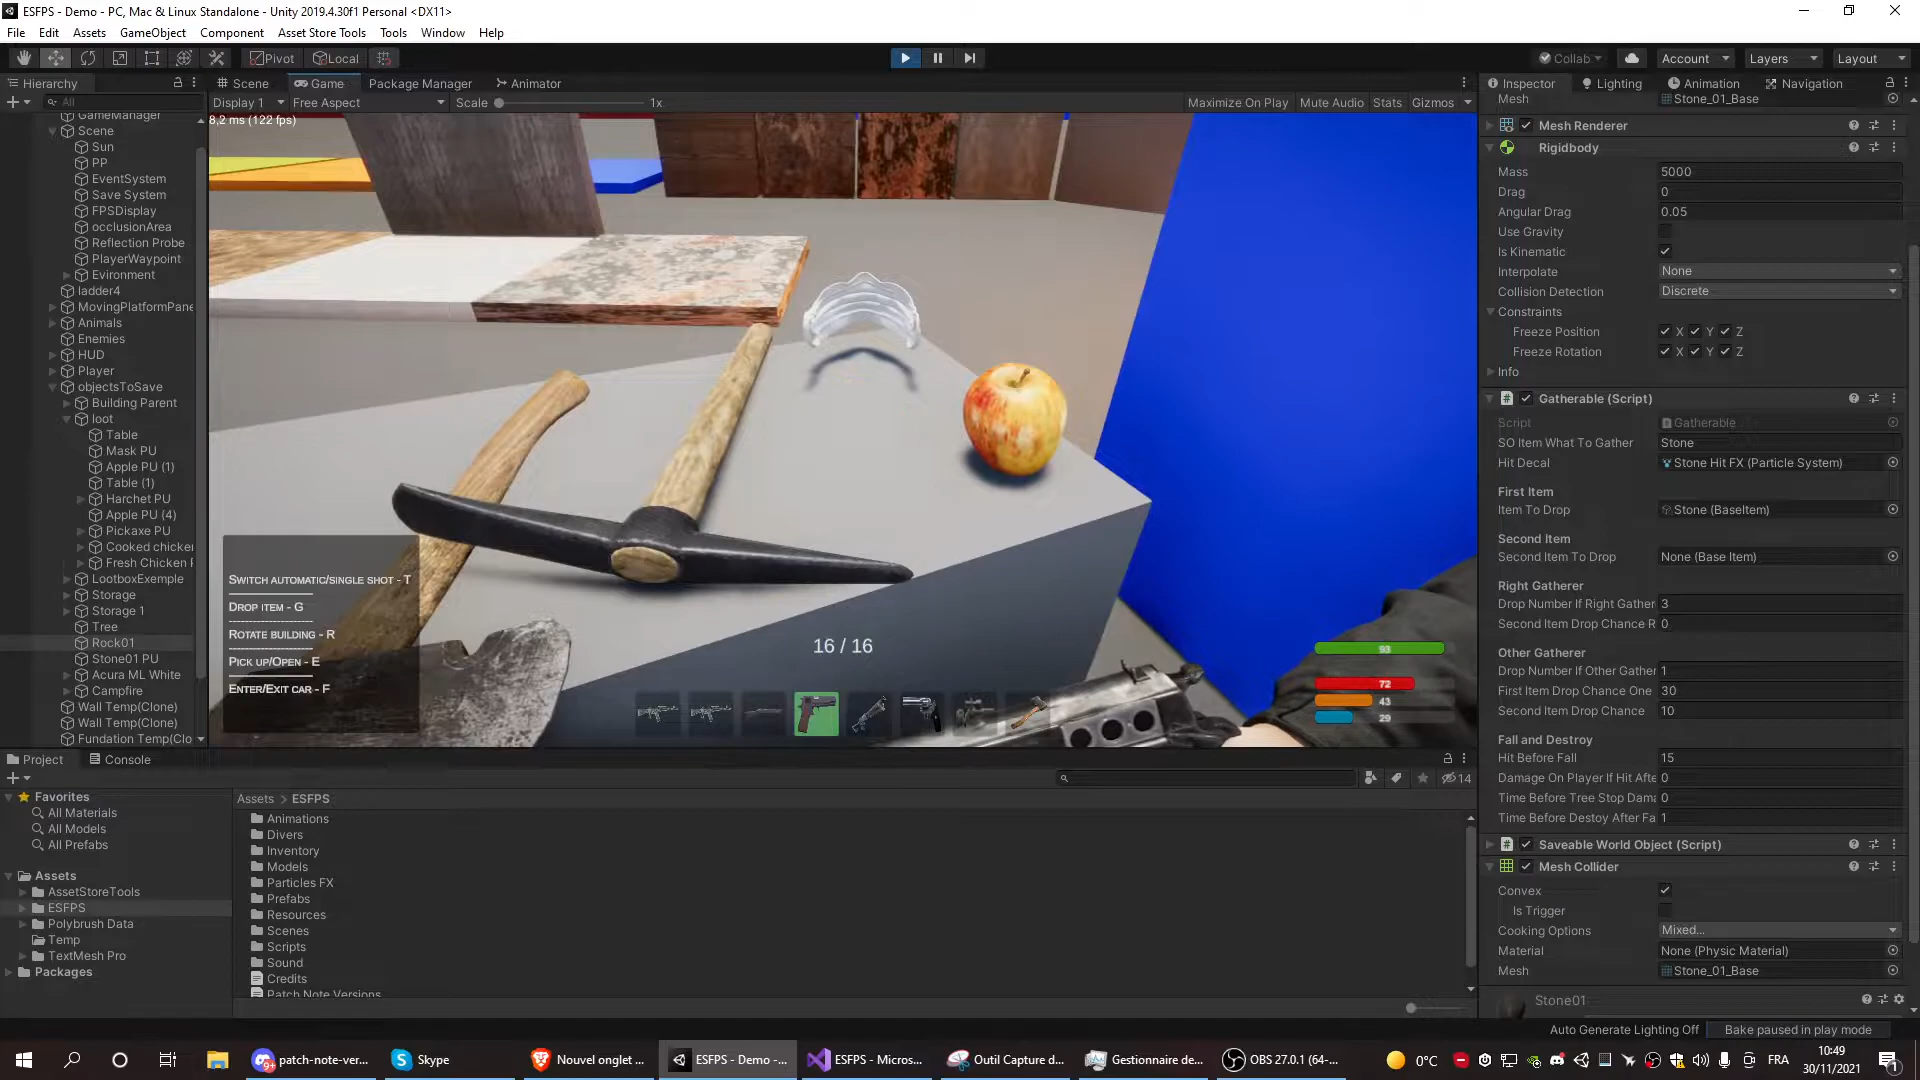 ESFPS - Demo - PC, Mac & Linux Standalone - Unity 2019.4.30f1 Personal <DX11>
File Edit Assets GameObject Component Asset Store Tools Tools Window Help
Pivot Local Collab Account Layers Layout
Hierarchy Scene Game Package Manager Animator Inspector Lighting Animation Navigation
All Display 1 Free Aspect Scale 1x Maximize On Play Mute Audio Stats Gizmos
8,2 ms (122 fps)
GameManager
Scene
Sun
PP
EventSystem
Save System
FPSDisplay
occlusionArea
Reflection Probe
PlayerWaypoint
Evironment
ladder4
MovingPlatformPane
Animals
Enemies
HUD
Player
objectsToSave
Building Parent
loot
Table
Mask PU
Apple PU (1)
Table (1)
Harchet PU
Apple PU (4)
Pickaxe PU
Cooked chicken
Fresh Chicken
LootboxExemple
Storage
Storage 1
Tree
Rock01
Stone01 PU
Acura ML White
Campfire
Wall Temp(Clone)
Wall Temp(Clone)
Fundation Temp(Clo
Switch automatic/single shot - T
Drop item - G
Rotate building - R
Pick up/Open - E
Enter/Exit car - F
16 / 16
93
72
43
29
Mesh Stone_01_Base
Mesh Renderer
Rigidbody
Mass 5000
Drag 0
Angular Drag 0.05
Use Gravity
Is Kinematic
Interpolate None
Collision Detection Discrete
Constraints
Freeze Position X Y Z
Freeze Rotation X Y Z
Info
Gatherable (Script)
Script Gatherable
SO Item What To Gather Stone
Hit Decal Stone Hit FX (Particle System)
First Item
Item To Drop Stone (BaseItem)
Second Item
Second Item To Drop None (Base Item)
Right Gatherer
Drop Number If Right Gather 3
Second Item Drop Chance R 0
Other Gatherer
Drop Number If Other Gather 1
First Item Drop Chance One 30
Second Item Drop Chance 10
Fall and Destroy
Hit Before Fall 15
Damage On Player If Hit Afte 0
Time Before Tree Stop Dama 0
Time Before Destoy After Fa 1
Saveable World Object (Script)
Mesh Collider
Convex
Is Trigger
Cooking Options Mixed...
Material None (Physic Material)
Mesh Stone_01_Base
Stone01
Project Console
14
Favorites
All Materials
All Models
All Prefabs
Assets
AssetStoreTools
ESFPS
Polybrush Data
Temp
TextMesh Pro
Packages
Assets > ESFPS
Animations
Divers
Inventory
Models
Particles FX
Prefabs
Resources
Scenes
Scripts
Sound
Credits
Patch Note Versions
Auto Generate Lighting Off Bake paused in play mode
9+ patch-note-ver... Skype Nouvel onglet ... ESFPS - Demo -... ESFPS - Micros... Outil Capture d... Gestionnaire de... OBS 27.0.1 (64-... 0°C FRA 10:49
30/11/2021
1